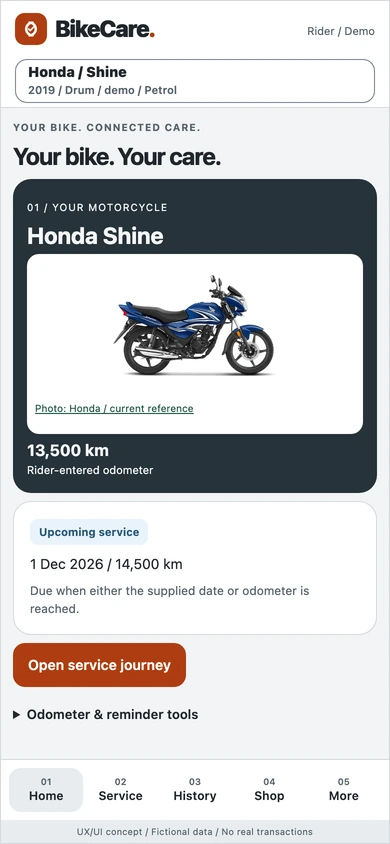 BikeCare.
Rider / Demo
Honda / Shine
2019 / Drum / demo / Petrol
YOUR BIKE. CONNECTED CARE.
Your bike. Your care.
01 / YOUR MOTORCYCLE
Honda Shine
Photo: Honda / current reference
13,500 km
Rider-entered odometer
Upcoming service
1 Dec 2026 / 14,500 km
Due when either the supplied date or odometer is
reached.
Open service journey
Odometer & reminder tools
01 02 03 04 05
Home Service History Shop More
UX/UI concept / Fictional data / No real transactions